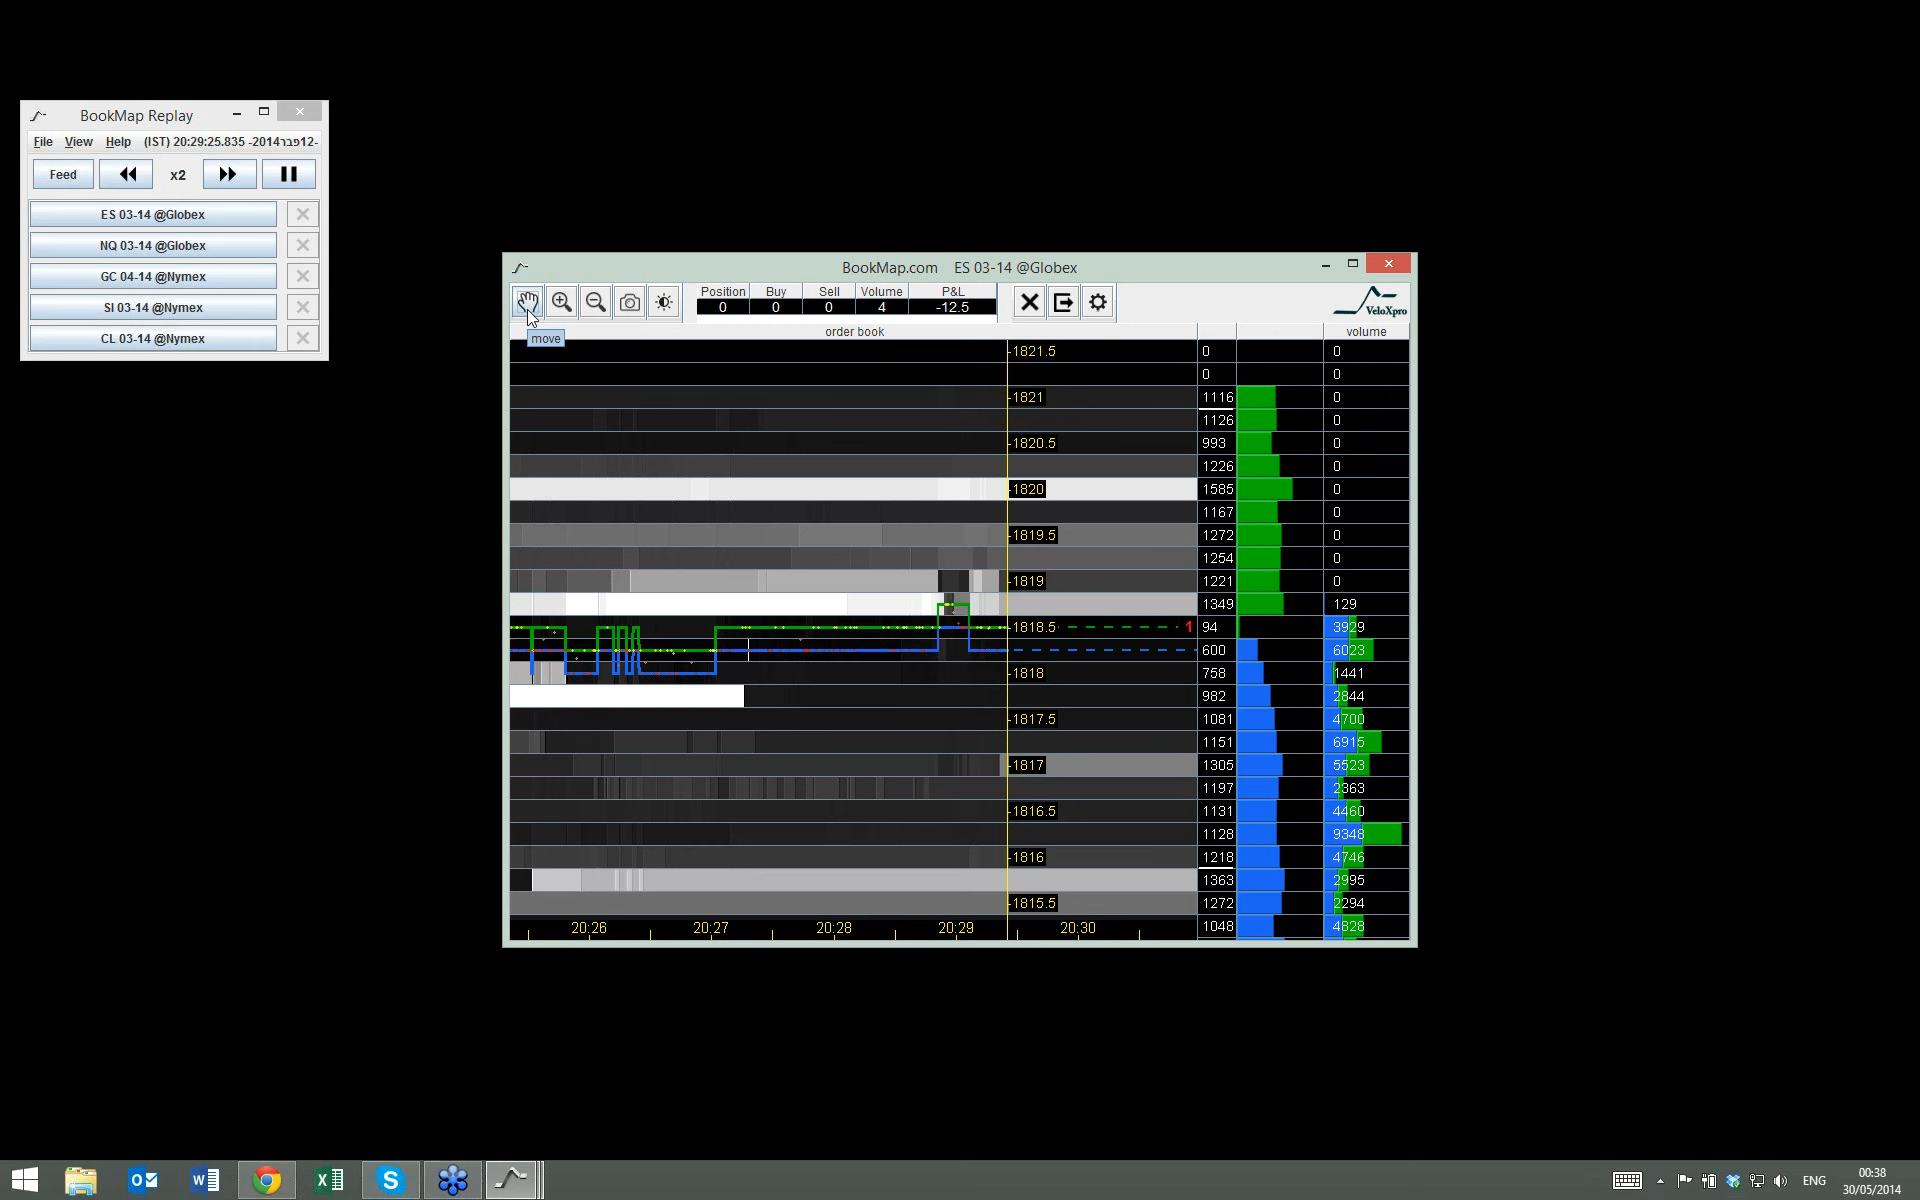 BookMap Replay
File View Help (IST) 20:29:25.835 -2014פבר12-
Feed x2
ES 03-14 @Globex
NQ 03-14 @Globex
GC 04-14 @Nymex
SI 03-14 @Nymex
CL 03-14 @Nymex
BookMap.com ES 03-14 @Globex
Position Buy Sell Volume P&L
0 0 0 4 -12.5
VeloXpro
move
order book volume
1821.5 0 0
0 0
1821 1116 0
1126 0
1820.5 993 0
1226 0
1820 1585 0
1167 0
1819.5 1272 0
1254 0
1819 1221 0
1349 129
1818.5 1 94 3929
600 6023
1818 758 1441
982 2844
1817.5 1081 4700
1151 6915
1817 1305 5523
1197 2363
1816.5 1131 4460
1128 9348
1816 1218 4746
1363 2995
1815.5 1272 2294
1048 4828
20:26 20:27 20:28 20:29 20:30
ENG
00:38
30/05/2014